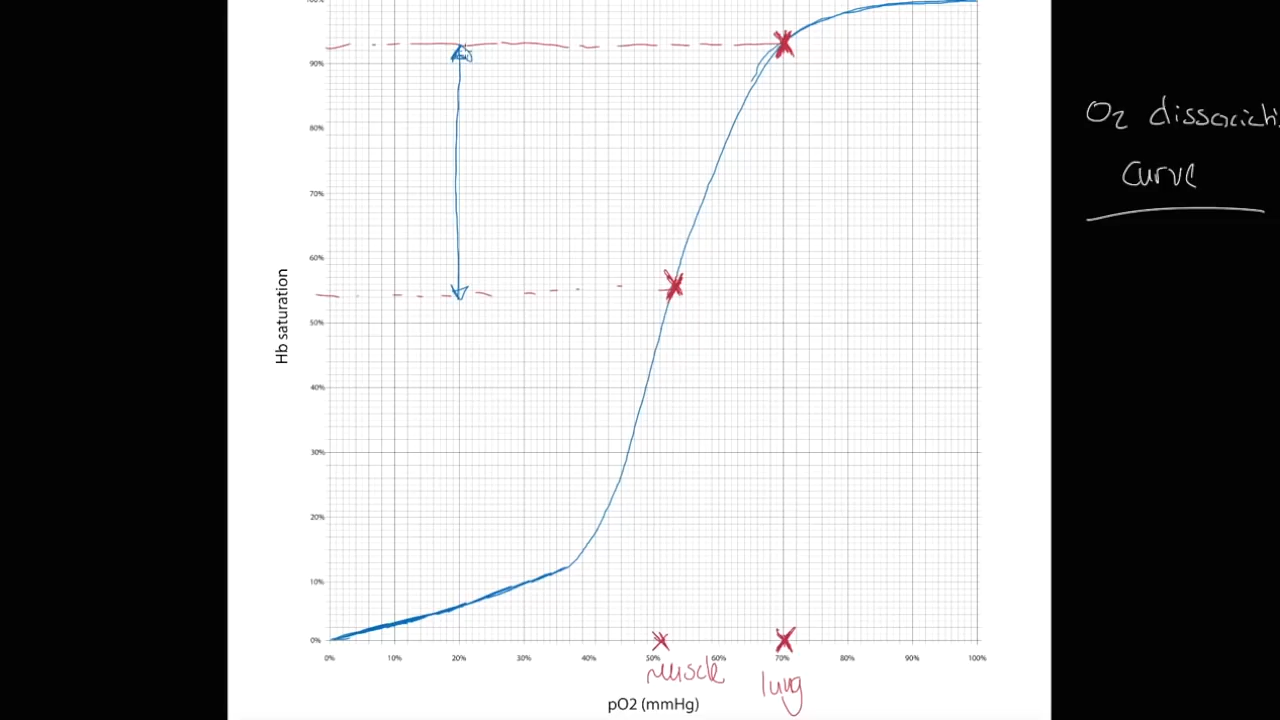 100%
90%
80%
70%
60%
50%
40%
30%
20%
10%
0%
Hb saturation
0% 10% 20% 30% 40% 50% 60% 70% 80% 90% 100%
muscle lung
pO2 (mmHg)
O2
curve